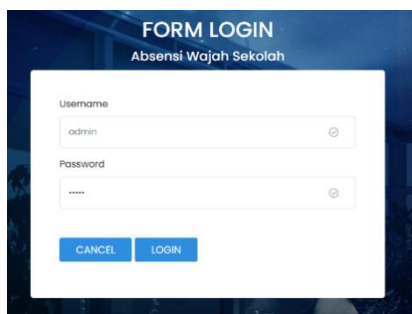 FORM LOGIN
Absensi Wajah Sekolah
Username
admin
Password
•••••
CANCEL LOGIN